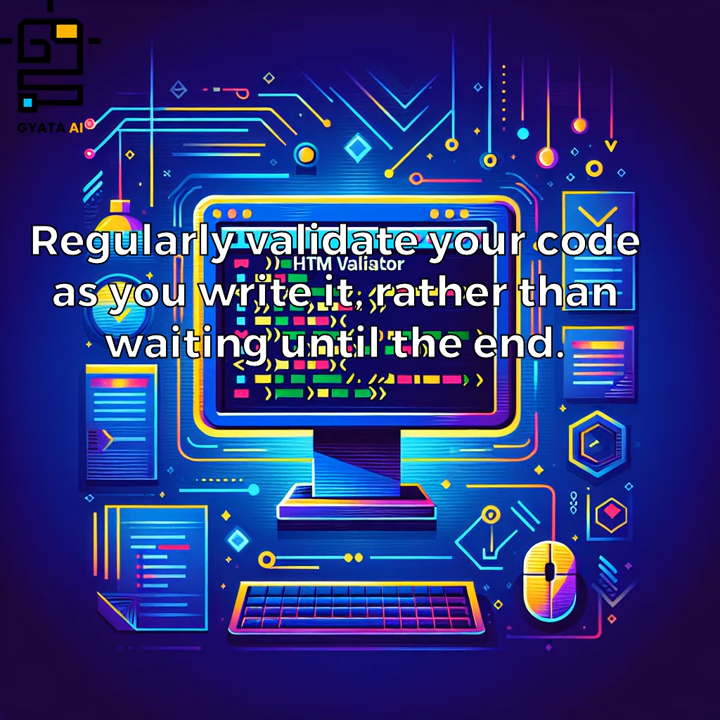 GYATA AI
Regularly validate your code
HTM Valiator
as you write it, rather than
waiting until the end.